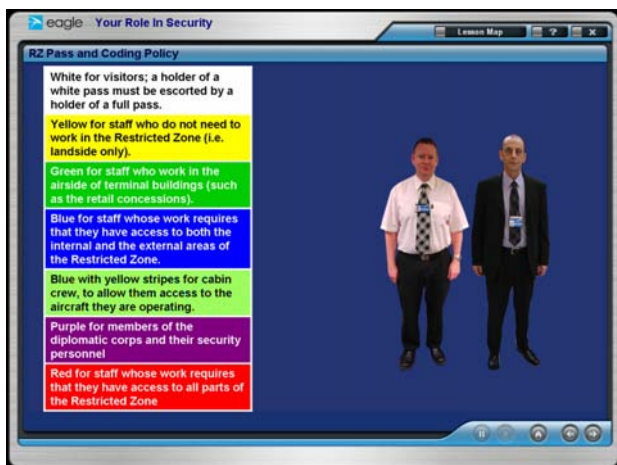 eagle Your Role In Security
Lesson Map ? X
RZ Pass and Coding Policy
White for visitors; a holder of a
white pass must be escorted by a
holder of a full pass.
Yellow for staff who do not need to
work in the Restricted Zone (i.e.
landside only).
Green for staff who work in the
airside of terminal buildings (such
as the retail concessions).
Blue for staff whose work requires
that they have access to both the
internal and the external areas of
the Restricted Zone.
Blue with yellow stripes for cabin
crew, to allow them access to the
aircraft they are operating.
Purple for members of the
diplomatic corps and their security
personnel
Red for staff whose work requires
that they have access to all parts of
the Restricted Zone